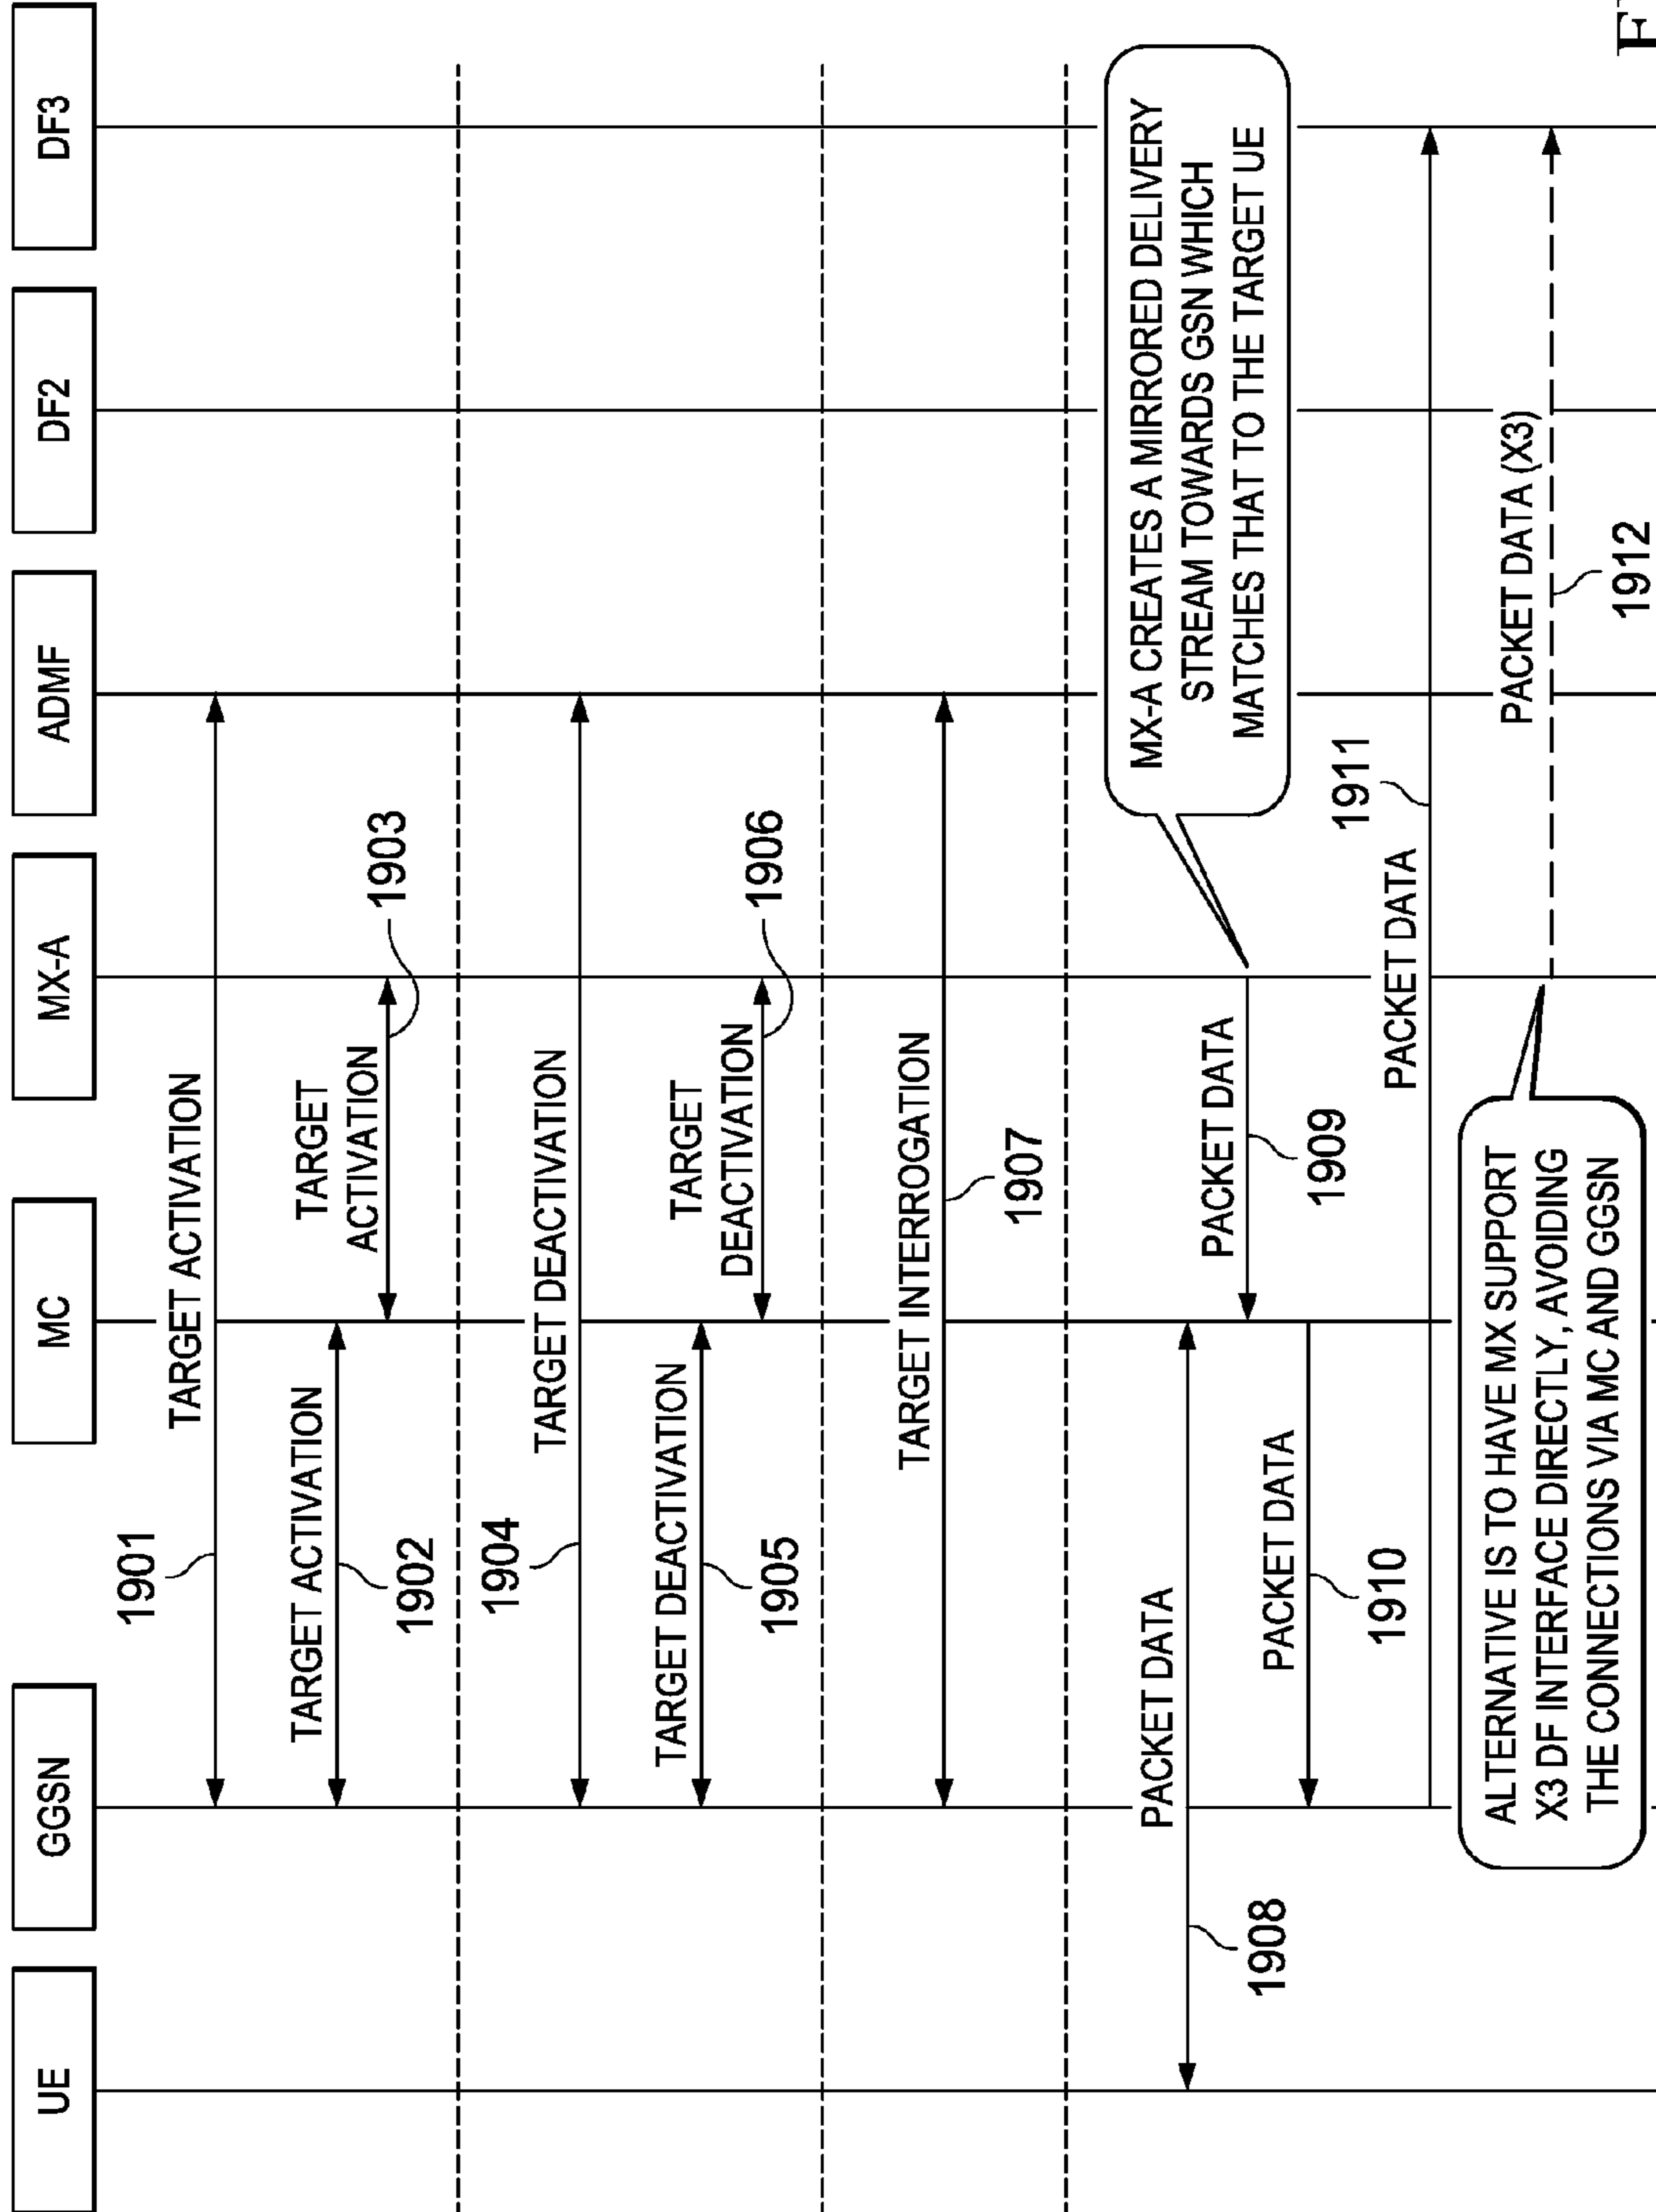 UE
GGSN
MC
MX-A
ADMF
DF2
DF3
TARGET ACTIVATION
1901
TARGET ACTIVATION
1902
TARGET
ACTIVATION
1903
TARGET DEACTIVATION
1904
TARGET DEACTIVATION
1905
TARGET
DEACTIVATION
1906
TARGET INTERROGATION
1907
PACKET DATA
1908
PACKET DATA
1909
MX-A CREATES A MIRRORED DELIVERY
STREAM TOWARDS GSN WHICH
MATCHES THAT TO THE TARGET UE
PACKET DATA
1910
PACKET DATA
1911
ALTERNATIVE IS TO HAVE MX SUPPORT
X3 DF INTERFACE DIRECTLY, AVOIDING
THE CONNECTIONS VIA MC AND GGSN
PACKET DATA (X3)
1912